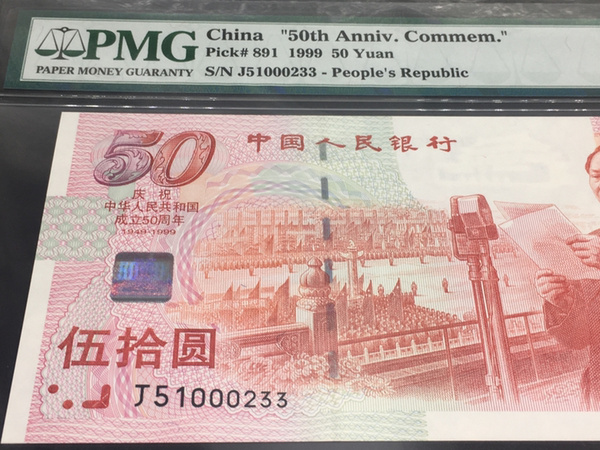 PMG
PAPER MONEY GUARANTY
China "50th Anniv. Commem."
Pick# 891 1999 50 Yuan
S/N J51000233 - People's Republic
50
中国人民银行
庆祝
中华人民共和国
成立50周年
1949-1999
伍拾圆
J51000233